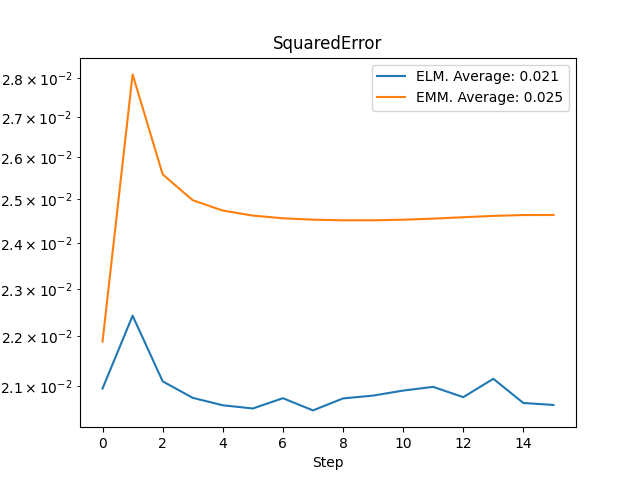 SquaredError
ELM. Average: 0.021
EMM. Average: 0.025
2.8 × 10⁻²
2.7 × 10⁻²
2.6 × 10⁻²
2.5 × 10⁻²
2.4 × 10⁻²
2.3 × 10⁻²
2.2 × 10⁻²
2.1 × 10⁻²
0 2 4 6 8 10 12 14
Step